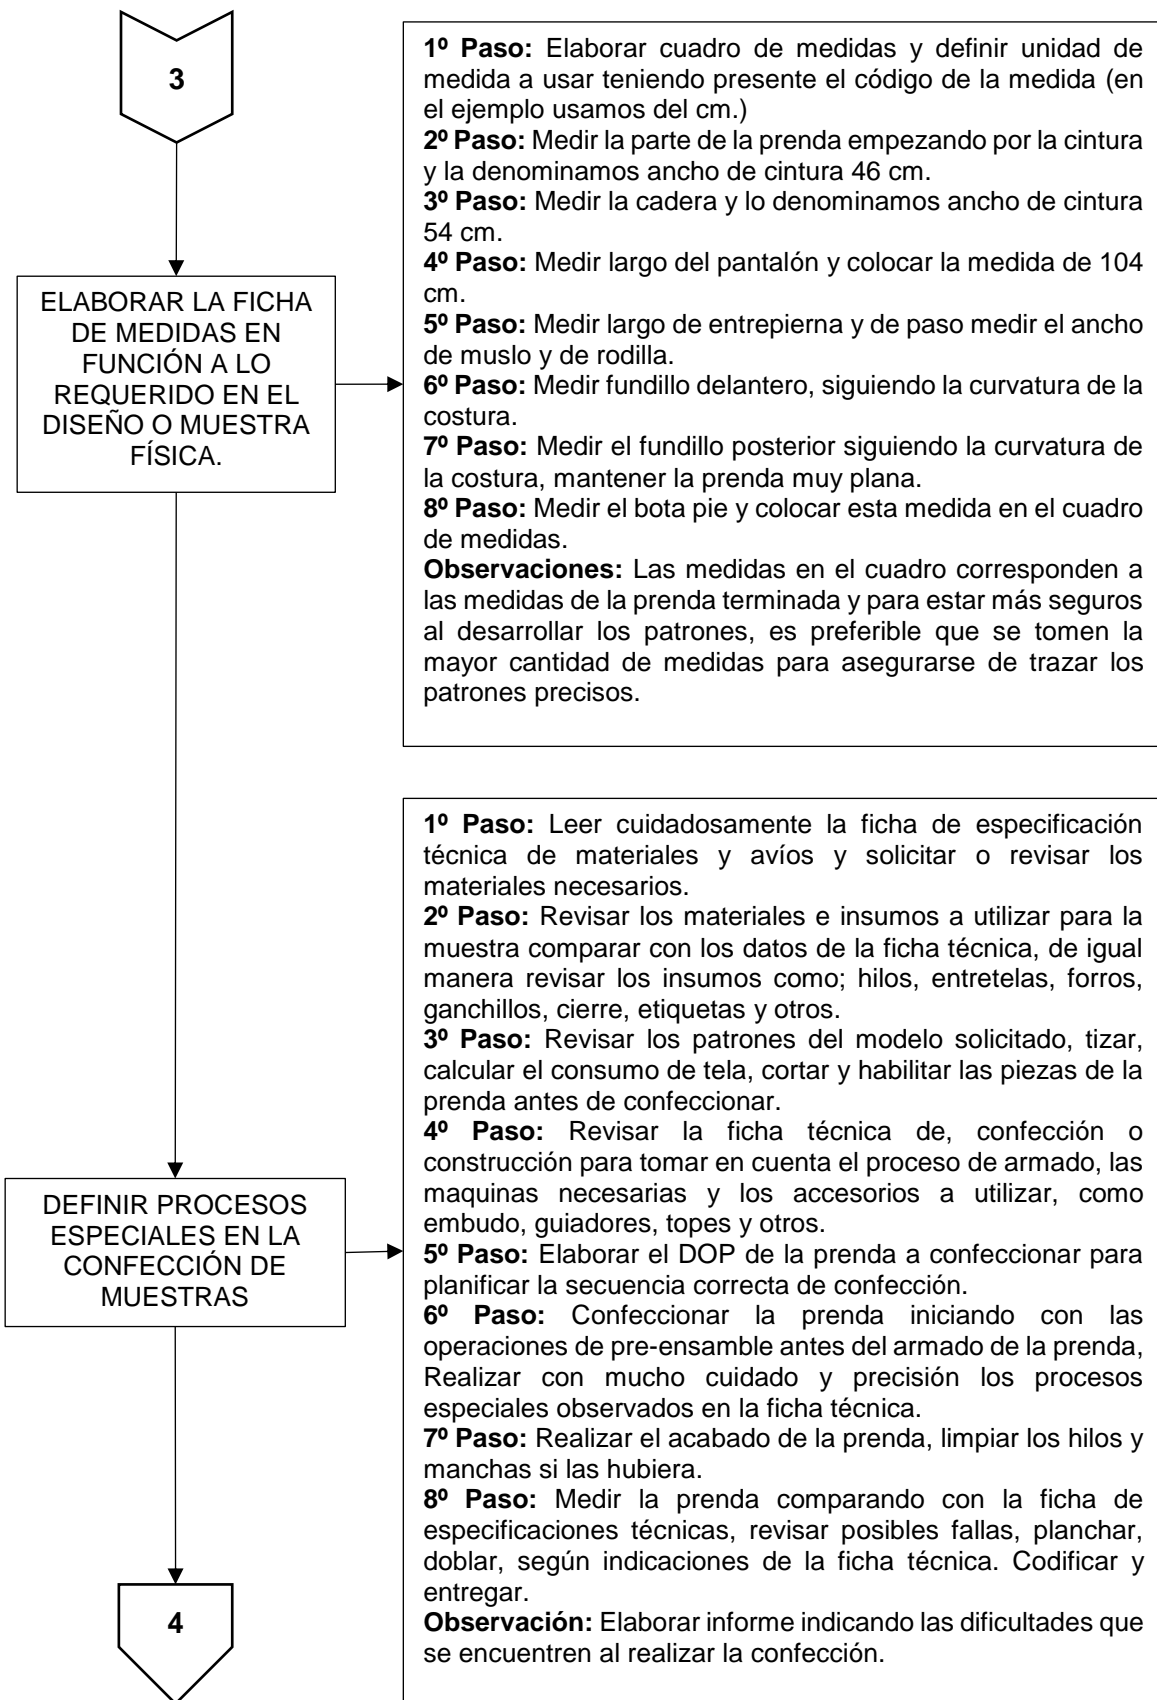 3
1º Paso: Elaborar cuadro de medidas y definir unidad de
medida a usar teniendo presente el código de la medida (en
el ejemplo usamos del cm.)
2º Paso: Medir la parte de la prenda empezando por la cintura
y la denominamos ancho de cintura 46 cm.
3º Paso: Medir la cadera y lo denominamos ancho de cintura
54 cm.
4º Paso: Medir largo del pantalón y colocar la medida de 104
cm.
5º Paso: Medir largo de entrepierna y de paso medir el ancho
de muslo y de rodilla.
6º Paso: Medir fundillo delantero, siguiendo la curvatura de la
costura.
7º Paso: Medir el fundillo posterior siguiendo la curvatura de
la costura, mantener la prenda muy plana.
8º Paso: Medir el bota pie y colocar esta medida en el cuadro
de medidas.
Observaciones: Las medidas en el cuadro corresponden a
las medidas de la prenda terminada y para estar más seguros
al desarrollar los patrones, es preferible que se tomen la
mayor cantidad de medidas para asegurarse de trazar los
patrones precisos.
ELABORAR LA FICHA
DE MEDIDAS EN
FUNCIÓN A LO
REQUERIDO EN EL
DISEÑO O MUESTRA
FÍSICA.
1º Paso: Leer cuidadosamente la ficha de especificación
técnica de materiales y avíos y solicitar o revisar los
materiales necesarios.
2º Paso: Revisar los materiales e insumos a utilizar para la
muestra comparar con los datos de la ficha técnica, de igual
manera revisar los insumos como; hilos, entretelas, forros,
ganchillos, cierre, etiquetas y otros.
3º Paso: Revisar los patrones del modelo solicitado, tizar,
calcular el consumo de tela, cortar y habilitar las piezas de la
prenda antes de confeccionar.
4º Paso: Revisar la ficha técnica de, confección o
construcción para tomar en cuenta el proceso de armado, las
maquinas necesarias y los accesorios a utilizar, como
embudo, guiadores, topes y otros.
5º Paso: Elaborar el DOP de la prenda a confeccionar para
planificar la secuencia correcta de confección.
6º Paso: Confeccionar la prenda iniciando con las
operaciones de pre-ensamble antes del armado de la prenda,
Realizar con mucho cuidado y precisión los procesos
especiales observados en la ficha técnica.
7º Paso: Realizar el acabado de la prenda, limpiar los hilos y
manchas si las hubiera.
8º Paso: Medir la prenda comparando con la ficha de
especificaciones técnicas, revisar posibles fallas, planchar,
doblar, según indicaciones de la ficha técnica. Codificar y
entregar.
Observación: Elaborar informe indicando las dificultades que
se encuentren al realizar la confección.
DEFINIR PROCESOS
ESPECIALES EN LA
CONFECCIÓN DE
MUESTRAS
4